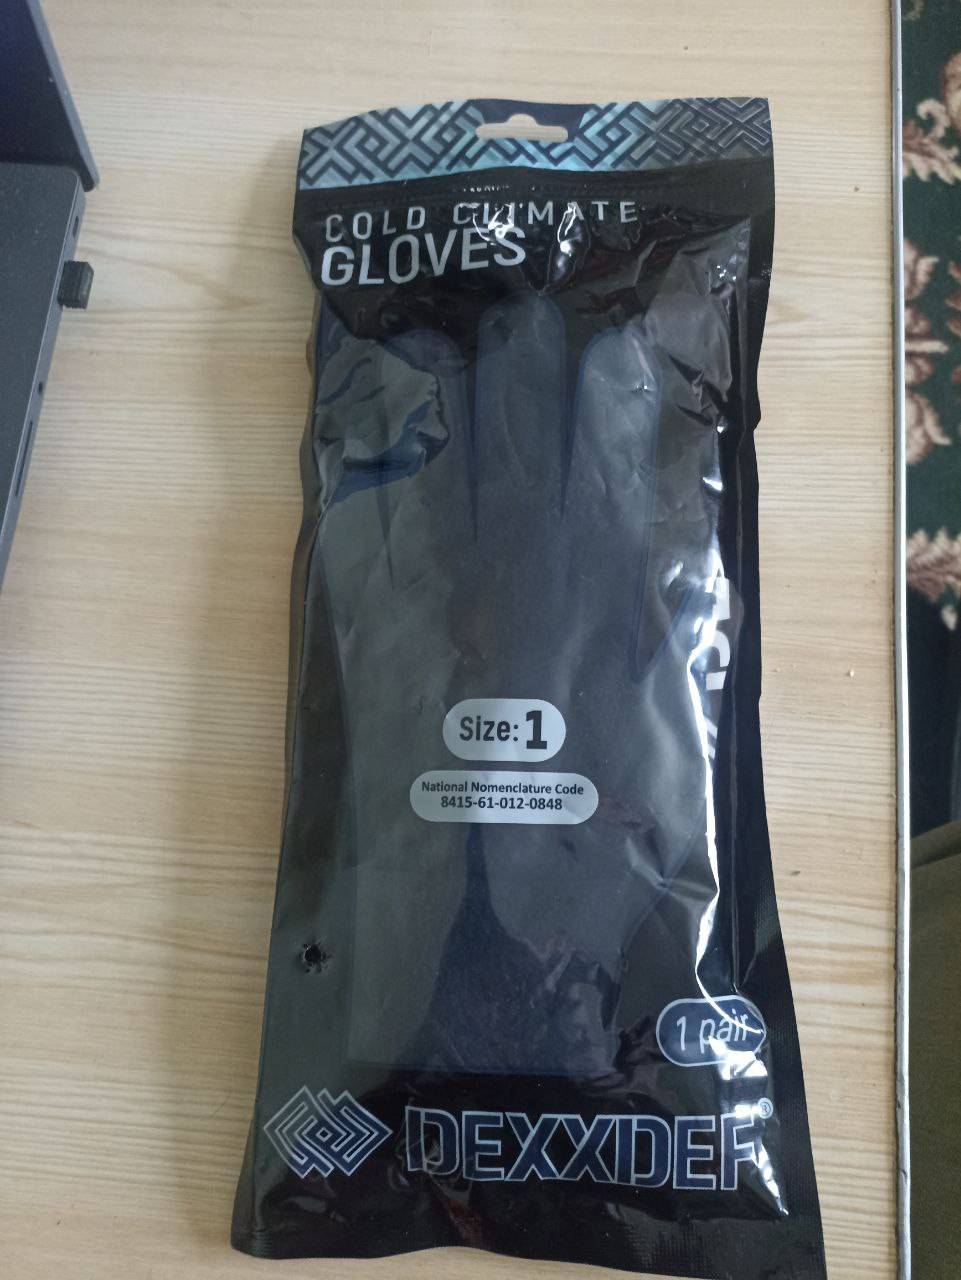 COLD CLIMATE
GLOVES
Size: 1
National Nomenclature Code
8415-61-012-0848
1 pair
DEXXDEF®